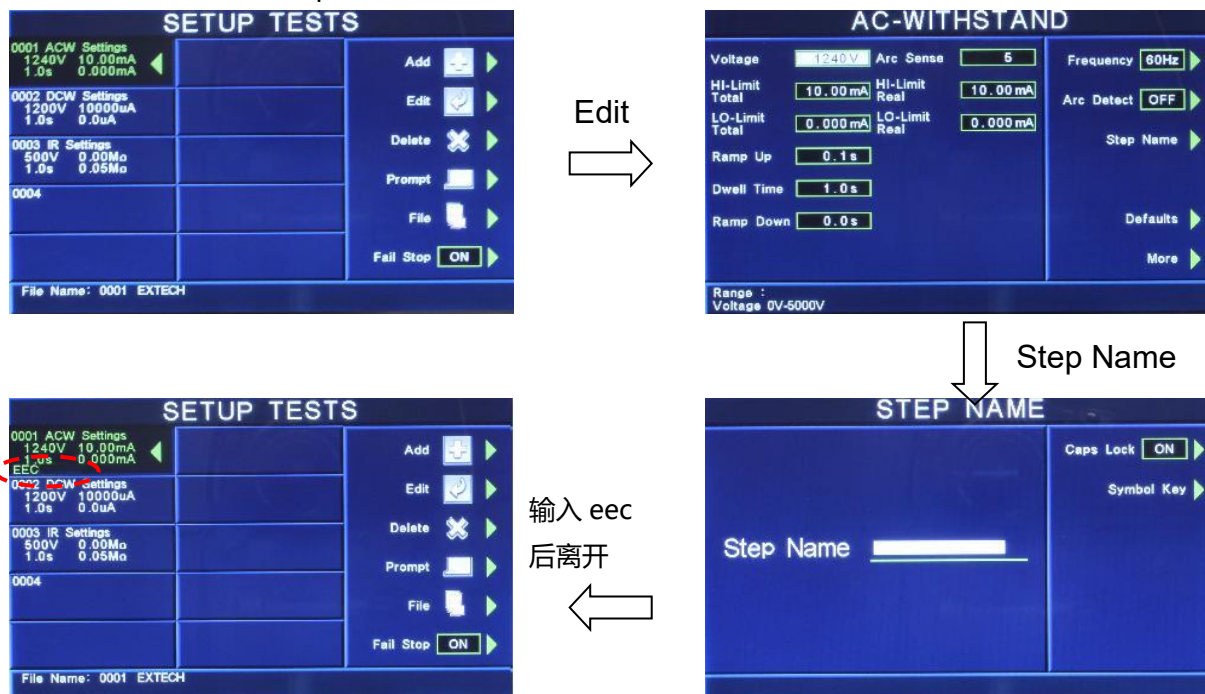 SETUP TESTS
0001 ACW Settings
1240V 10.00mA
1.0s 0.000mA
0002 DCW Settings
1200V 10000uA
1.0s 0.0uA
0003 IR Settings
500V 0.00MΩ
1.0s 0.05MΩ
0004
Add
Edit
Delete
Prompt
File
Fail Stop ON
File Name: 0001 EXTECH
Edit
AC-WITHSTAND
Voltage 1240V Arc Sense 5
HI-Limit Total 10.00mA HI-Limit Real 10.00mA
LO-Limit Total 0.000mA LO-Limit Real 0.000mA
Ramp Up 0.1s
Dwell Time 1.0s
Ramp Down 0.0s
Frequency 60Hz
Arc Detect OFF
Step Name
Defaults
More
Range :
Voltage 0V-5000V
Step Name
STEP NAME
Step Name
Caps Lock ON
Symbol Key
输入 eec
后离开
SETUP TESTS
0001 ACW Settings
1240V 10.00mA
1.0s 0.000mA
EEC
0002 DCW Settings
1200V 10000uA
1.0s 0.0uA
0003 IR Settings
500V 0.00MΩ
1.0s 0.05MΩ
0004
Add
Edit
Delete
Prompt
File
Fail Stop ON
File Name: 0001 EXTECH